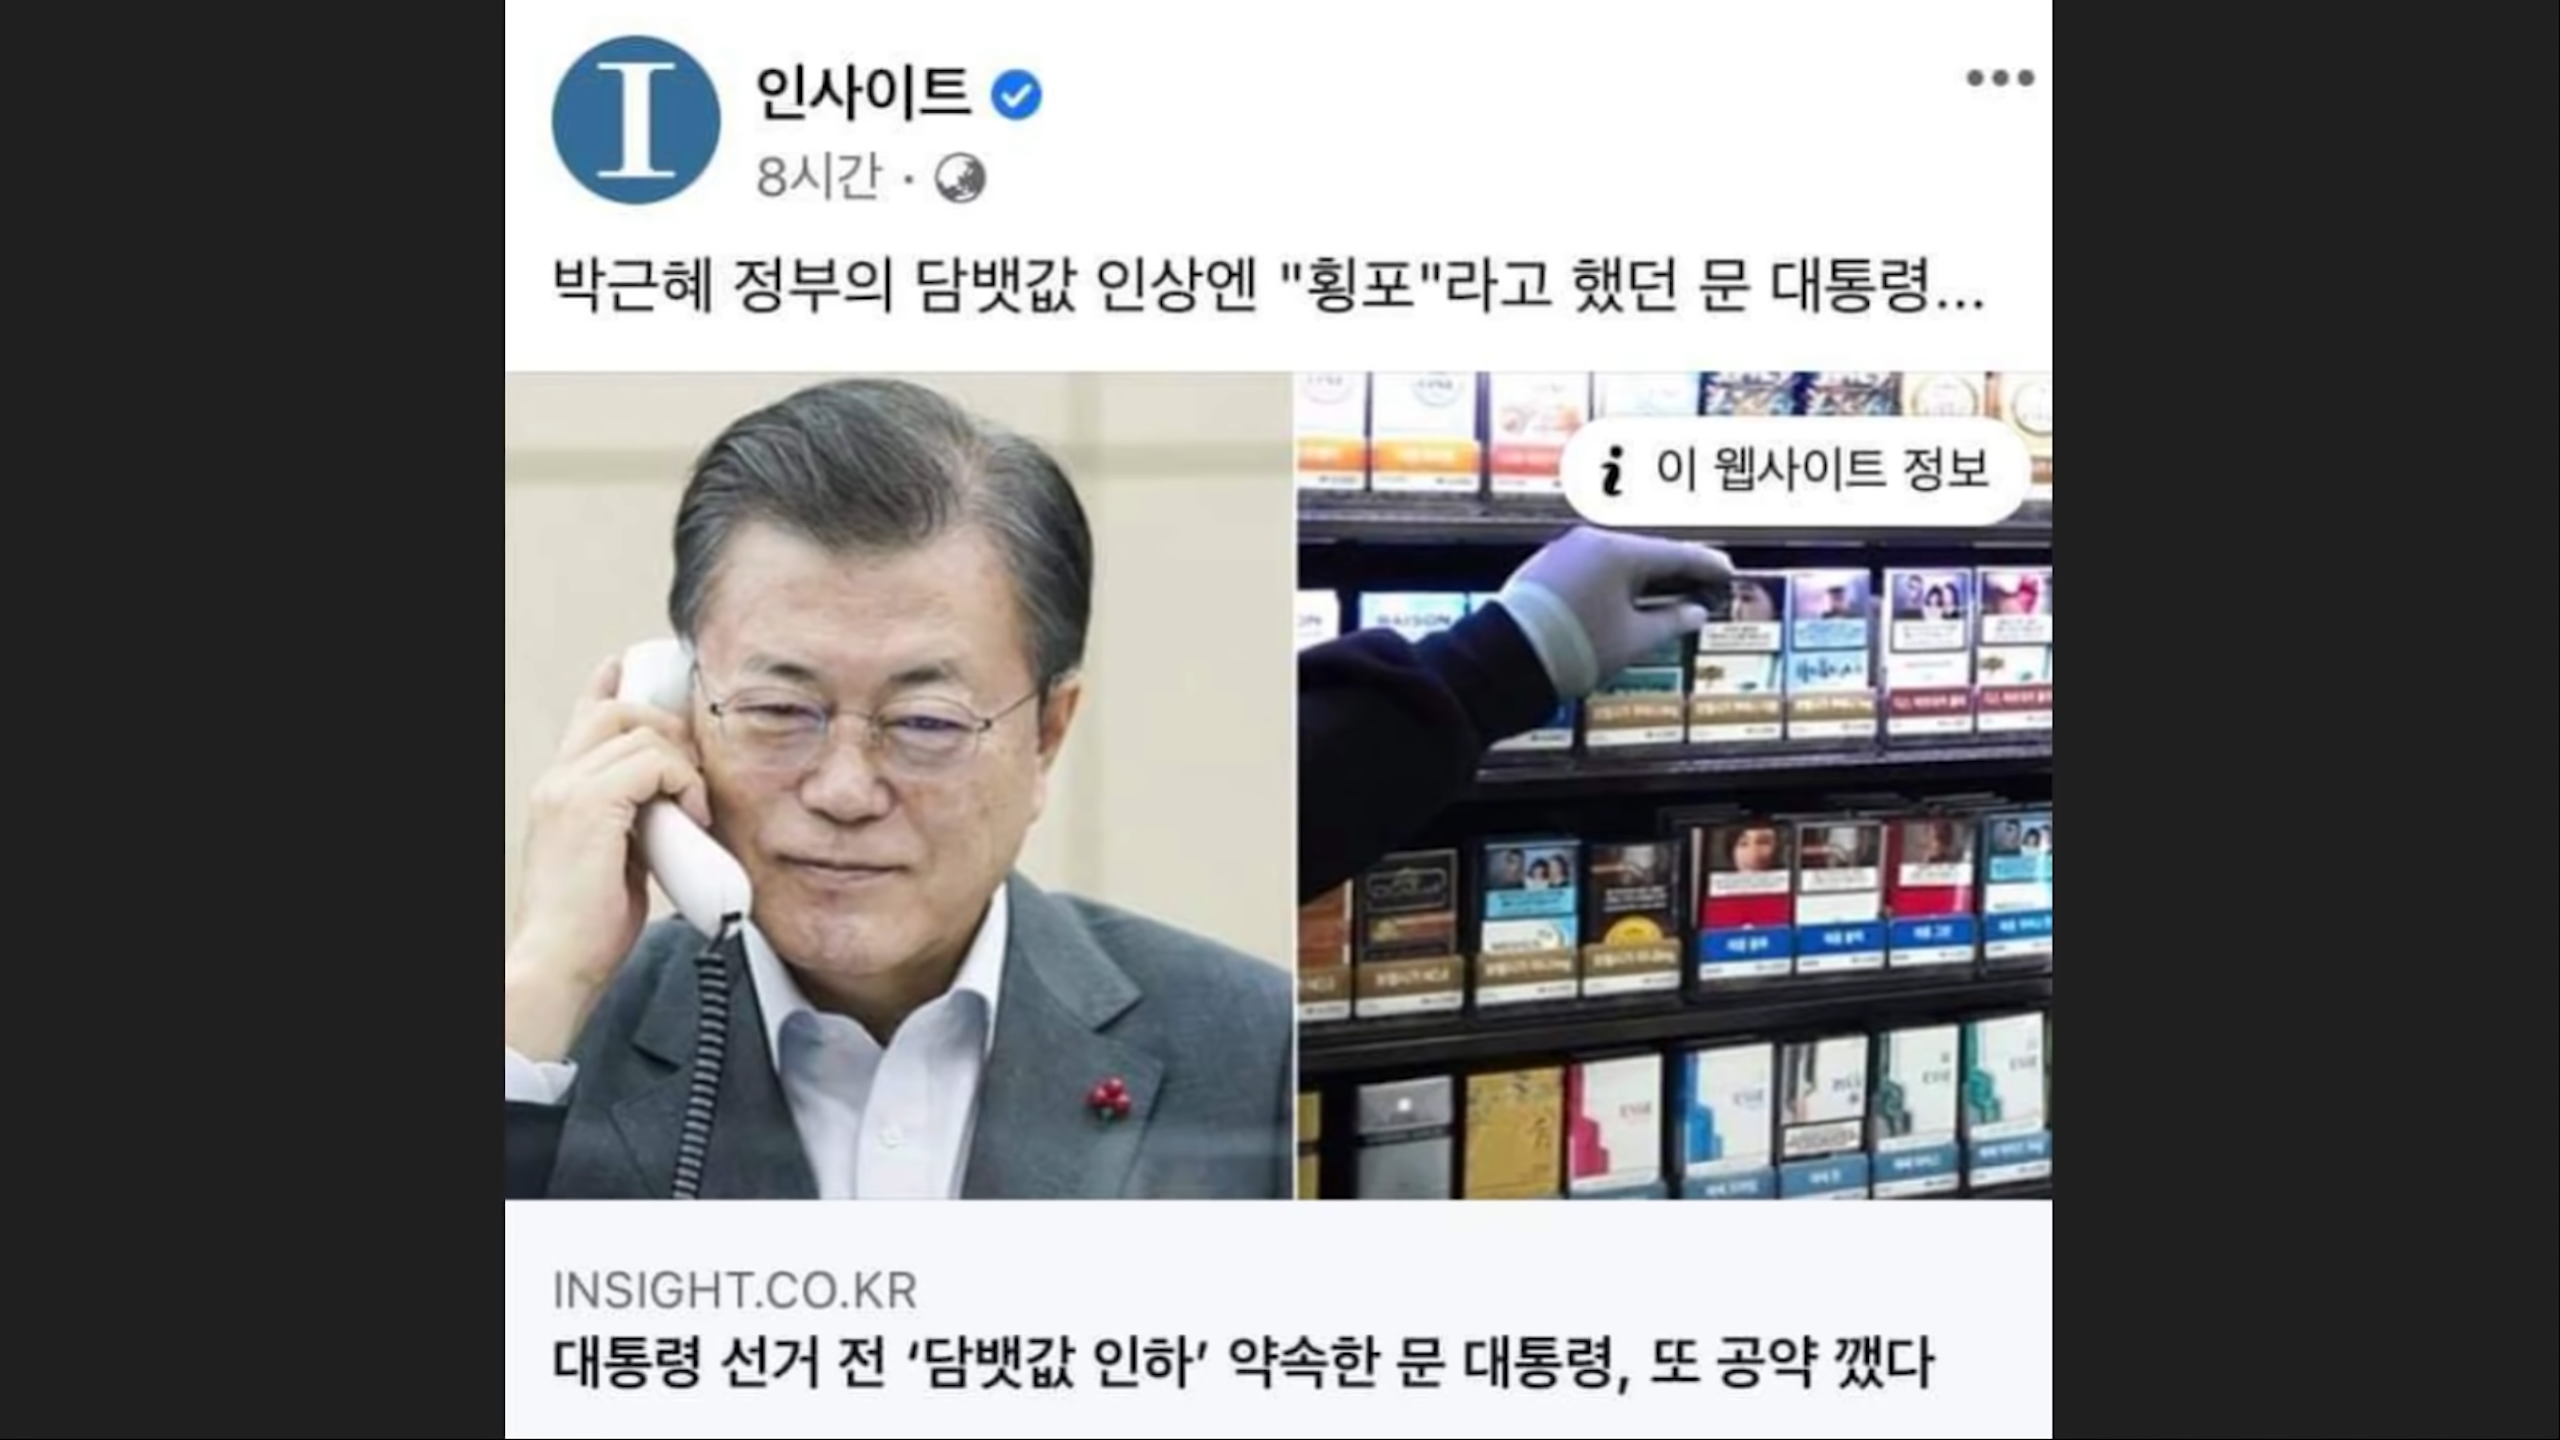 인사이트
8시간 ·
박근혜 정부의 담뱃값 인상엔 "횡포"라고 했던 문 대통령...
i 이 웹사이트 정보
INSIGHT.CO.KR
대통령 선거 전 ‘담뱃값 인하’ 약속한 문 대통령, 또 공약 깼다